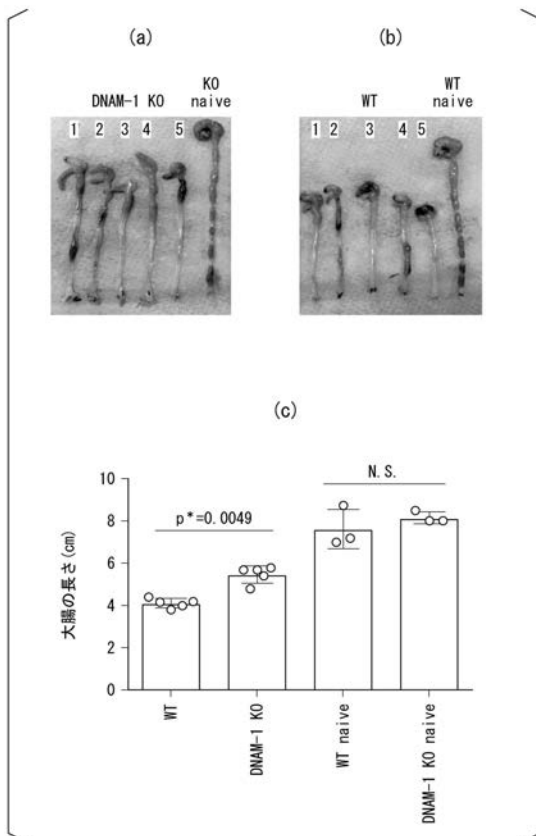 (a)
DNAM-1 KO
KO
naive
1 2 3 4 5
(b)
WT
WT
naive
1 2 3 4 5
(c)
大腸の長さ(cm)
10
8
6
4
2
0
p*=0.0049
N.S.
WT
DNAM-1 KO
WT naive
DNAM-1 KO naive